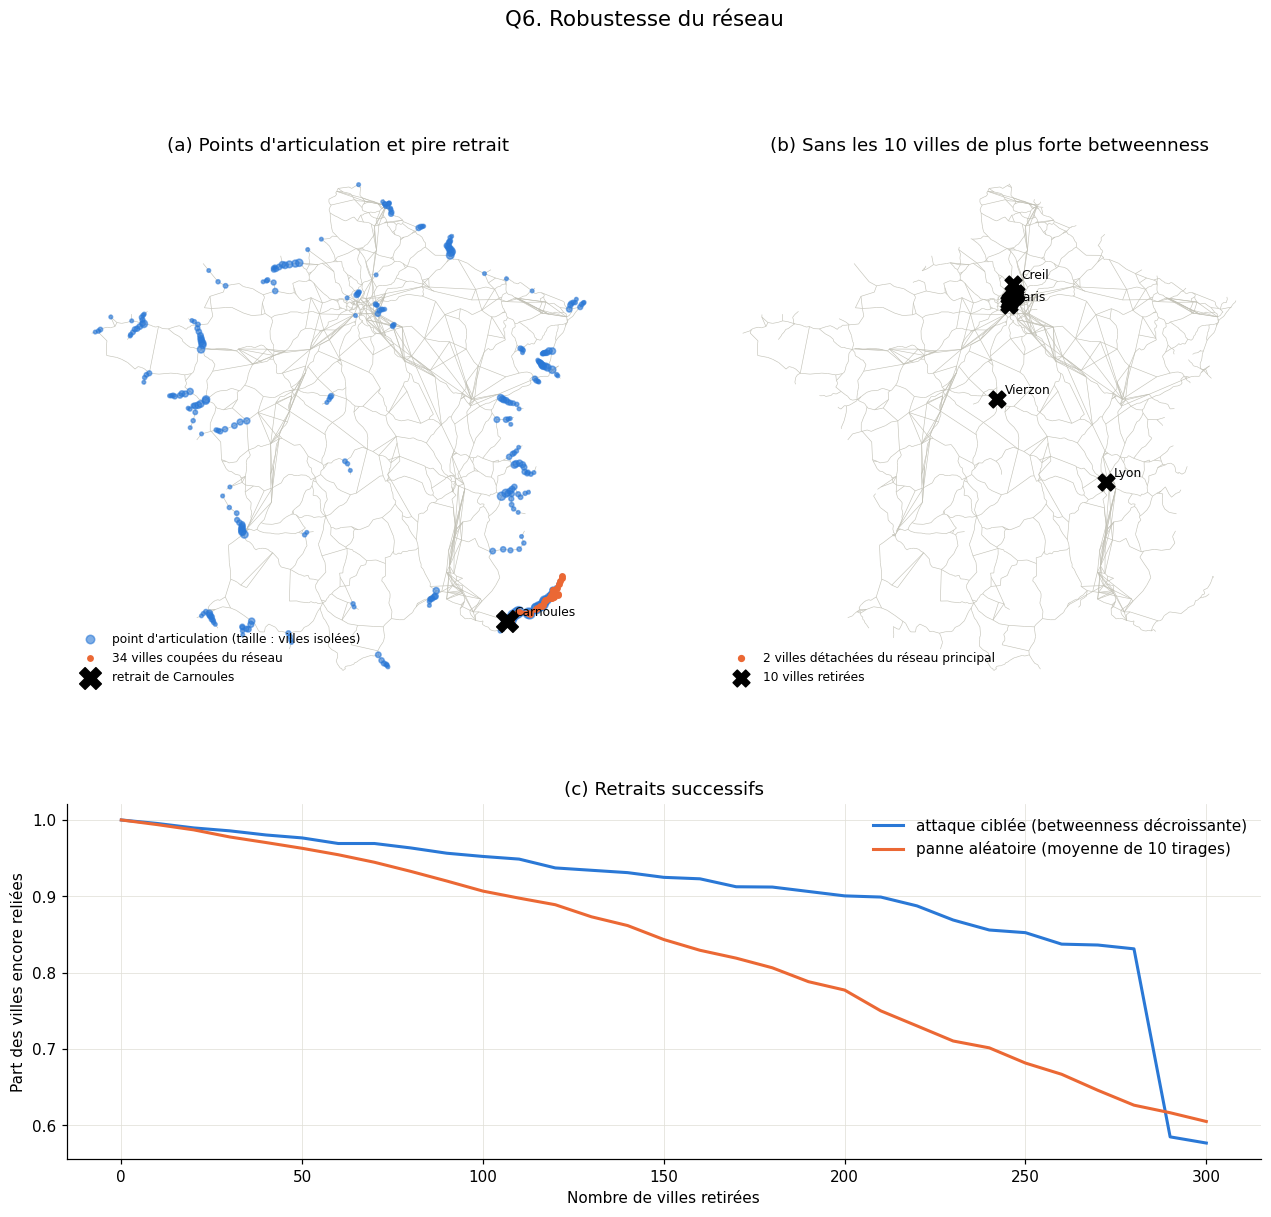 Q6. Robustesse du réseau
(a) Points d'articulation et pire retrait
(b) Sans les 10 villes de plus forte betweenness
Creil
Vierzon
Lyon
Carnoules
point d'articulation (taille : villes isolées)
34 villes coupées du réseau
retrait de Carnoules
2 villes détachées du réseau principal
10 villes retirées
(c) Retraits successifs
attaque ciblée (betweenness décroissante)
panne aléatoire (moyenne de 10 tirages)
Part des villes encore reliées
1.0
0.9
0.8
0.7
0.6
0 50 100 150 200 250 300
Nombre de villes retirées